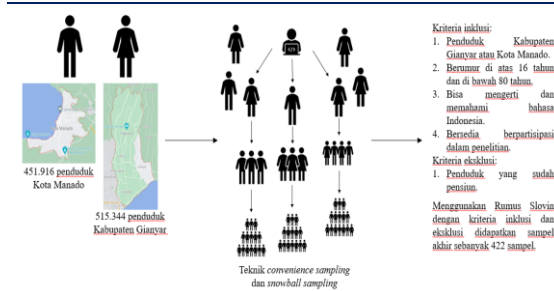 451.916 penduduk
Kota Manado
515.344 penduduk
Kabupaten Gianyar
Teknik convenience sampling
dan snowball sampling
Kriteria inklusi:
1. Penduduk Kabupaten
Gianyar atau Kota Manado.
2. Berumur di atas 16 tahun
dan di bawah 80 tahun.
3. Bisa mengerti dan
memahami bahasa
Indonesia.
4. Bersedia berpartisipasi
dalam penelitian.
Kriteria eksklusi:
1. Penduduk yang sudah
pensiun.
Menggunakan Rumus Slovin
dengan kriteria inklusi dan
eksklusi didapatkan sampel
akhir sebanyak 422 sampel.